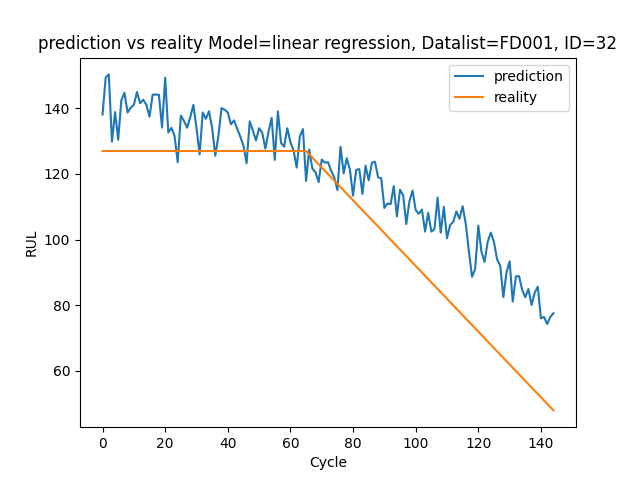 prediction vs reality Model=linear regression, Datalist=FD001, ID=32
prediction
reality
RUL
140
120
100
80
60
0 20 40 60 80 100 120 140
Cycle